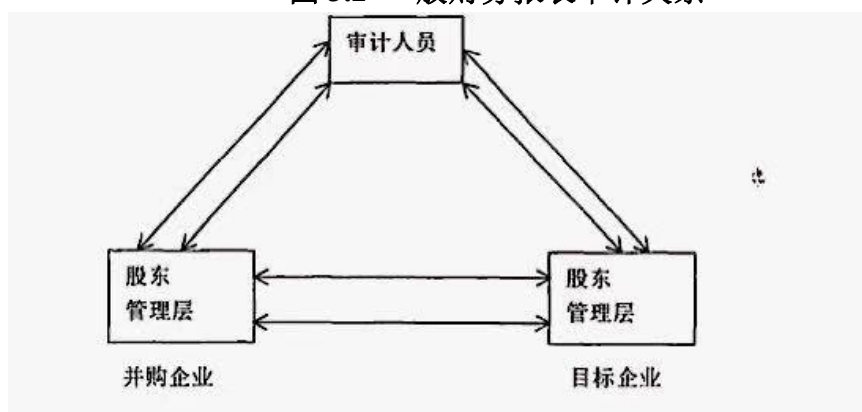 审计人员
股东
管理层
股东
管理层
并购企业
目标企业